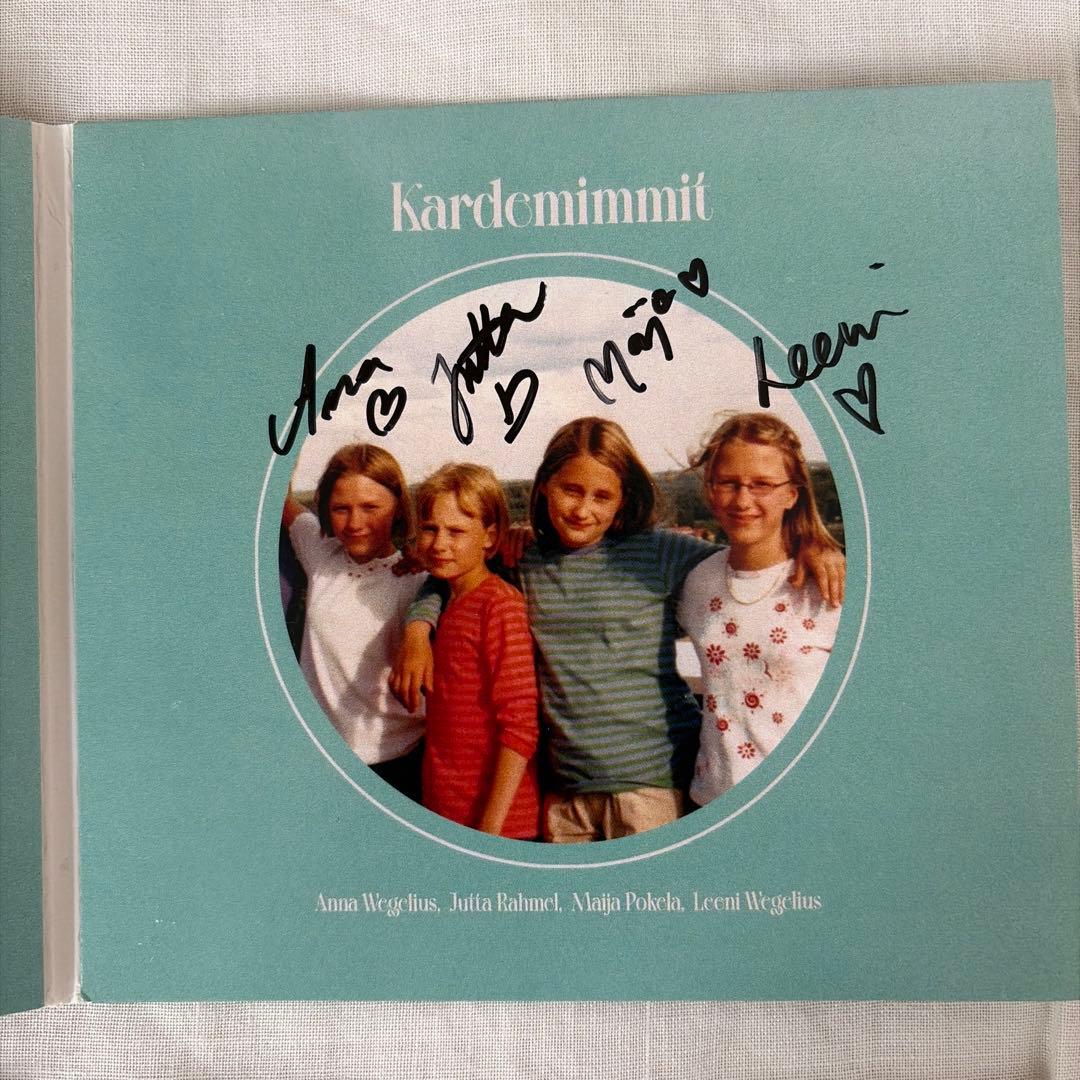 Kardemimmit
Anna Jutta Maija Leeni
Anna Wegelius, Jutta Rahmel, Maija Pokela, Leeni Wegelius